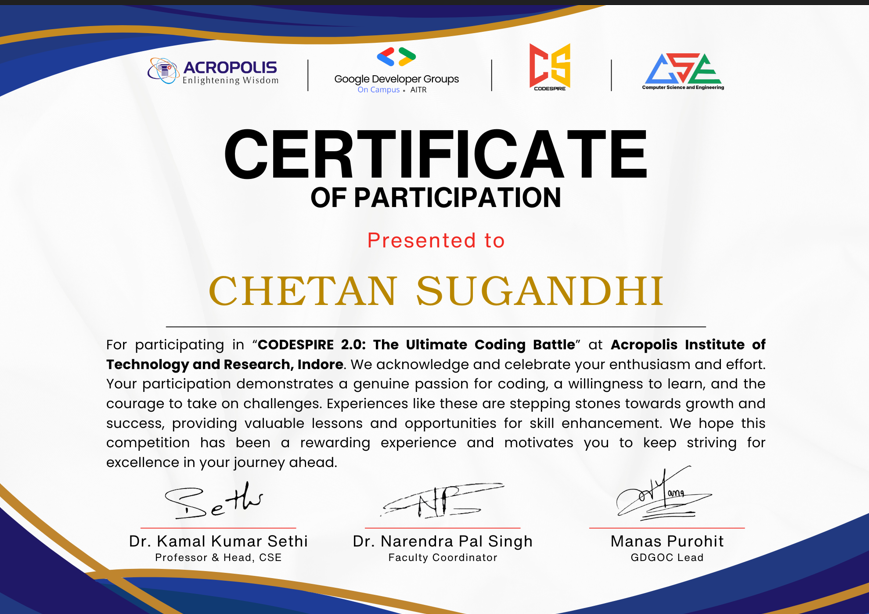 ACROPOLIS
Enlightening Wisdom
Google Developer Groups
On Campus • AITR
CS
CODESPIRE
CSE
Computer Science and Engineering
CERTIFICATE
OF PARTICIPATION
Presented to
CHETAN SUGANDHI
For participating in “CODESPIRE 2.0: The Ultimate Coding Battle” at Acropolis Institute of
Technology and Research, Indore. We acknowledge and celebrate your enthusiasm and effort.
Your participation demonstrates a genuine passion for coding, a willingness to learn, and the
courage to take on challenges. Experiences like these are stepping stones towards growth and
success, providing valuable lessons and opportunities for skill enhancement. We hope this
competition has been a rewarding experience and motivates you to keep striving for
excellence in your journey ahead.
Sethi
Dr. Kamal Kumar Sethi
Professor & Head, CSE
Dr. Narendra Pal Singh
Faculty Coordinator
Manas Purohit
GDGOC Lead